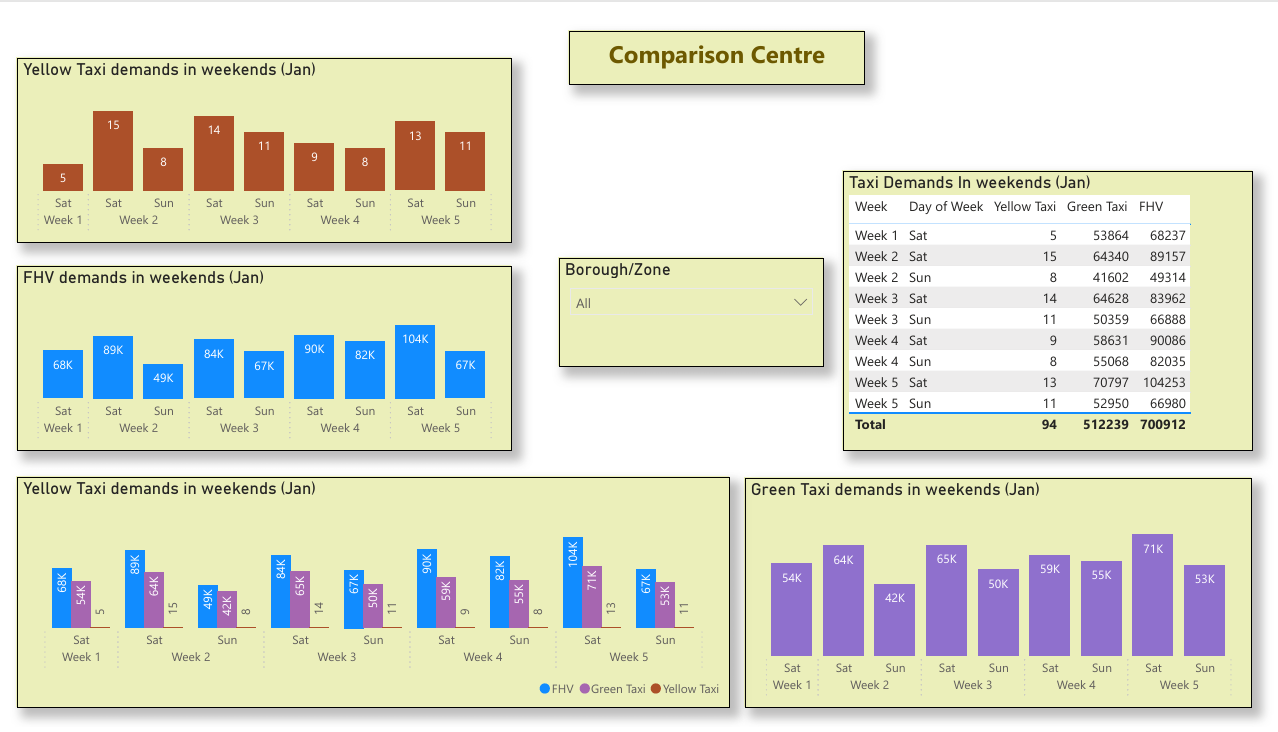 Comparison Centre
Yellow Taxi demands in weekends (Jan)
5 15 8 14 11 9 8 13 11
Sat Sat Sun Sat Sun Sat Sun Sat Sun
Week 1 Week 2 Week 3 Week 4 Week 5
FHV demands in weekends (Jan)
68K 89K 49K 84K 67K 90K 82K 104K 67K
Sat Sat Sun Sat Sun Sat Sun Sat Sun
Week 1 Week 2 Week 3 Week 4 Week 5
Borough/Zone
All
Taxi Demands In weekends (Jan)
Week Day of Week Yellow Taxi Green Taxi FHV
Week 1 Sat 5 53864 68237
Week 2 Sat 15 64340 89157
Week 2 Sun 8 41602 49314
Week 3 Sat 14 64628 83962
Week 3 Sun 11 50359 66888
Week 4 Sat 9 58631 90086
Week 4 Sun 8 55068 82035
Week 5 Sat 13 70797 104253
Week 5 Sun 11 52950 66980
Total 94 512239 700912
Yellow Taxi demands in weekends (Jan)
68K 54K 5 89K 64K 15 49K 42K 8 84K 65K 14 67K 50K 11 90K 59K 9 82K 55K 8 104K 71K 13 67K 53K 11
Sat Sat Sun Sat Sun Sat Sun Sat Sun
Week 1 Week 2 Week 3 Week 4 Week 5
FHV Green Taxi Yellow Taxi
Green Taxi demands in weekends (Jan)
54K 64K 42K 65K 50K 59K 55K 71K 53K
Sat Sat Sun Sat Sun Sat Sun Sat Sun
Week 1 Week 2 Week 3 Week 4 Week 5